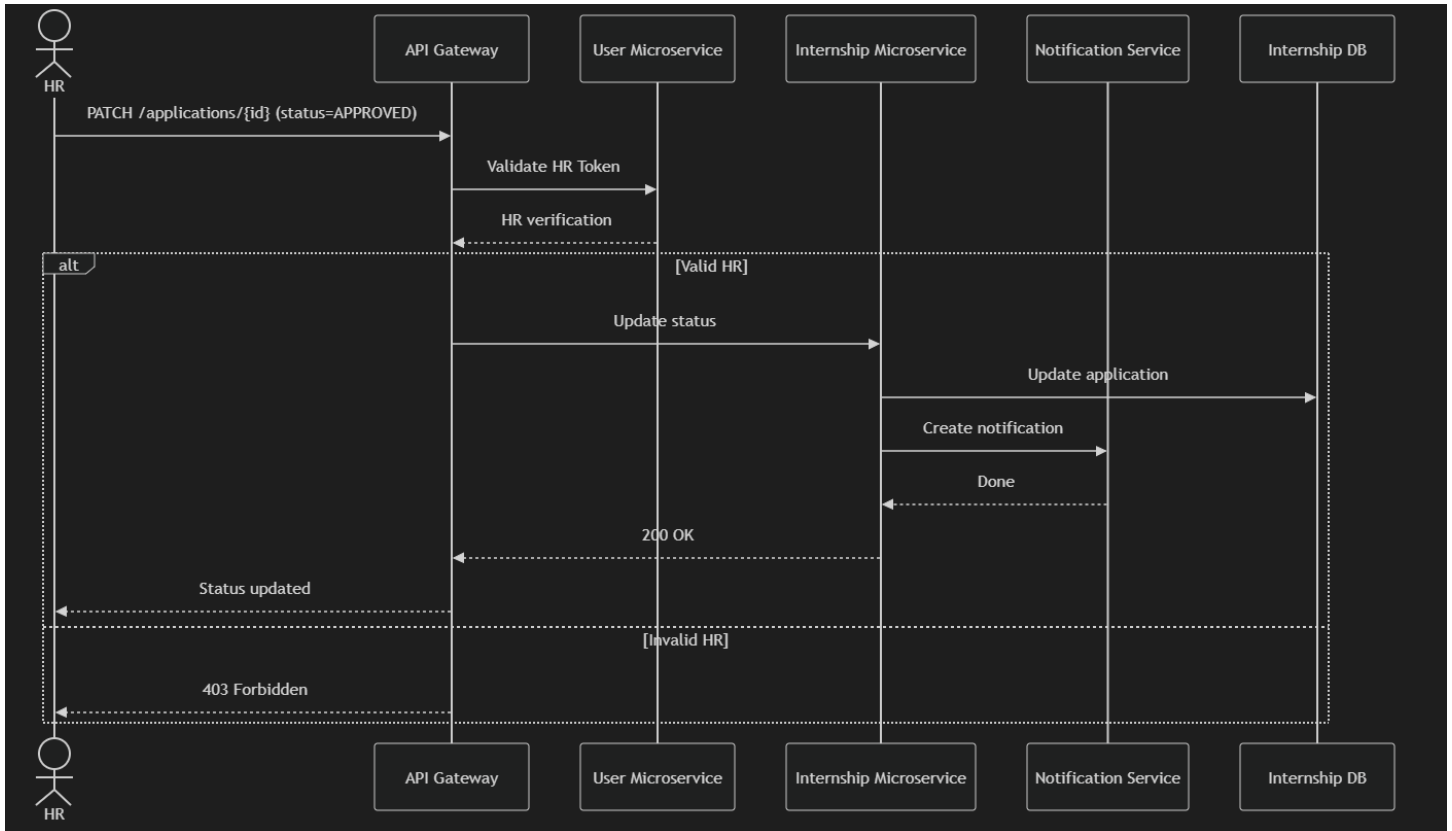 HR
API Gateway
User Microservice
Internship Microservice
Notification Service
Internship DB
PATCH /applications/{id} (status=APPROVED)
Validate HR Token
HR verification
alt
[Valid HR]
Update status
Update application
Create notification
Done
200 OK
Status updated
[Invalid HR]
403 Forbidden
HR
API Gateway
User Microservice
Internship Microservice
Notification Service
Internship DB